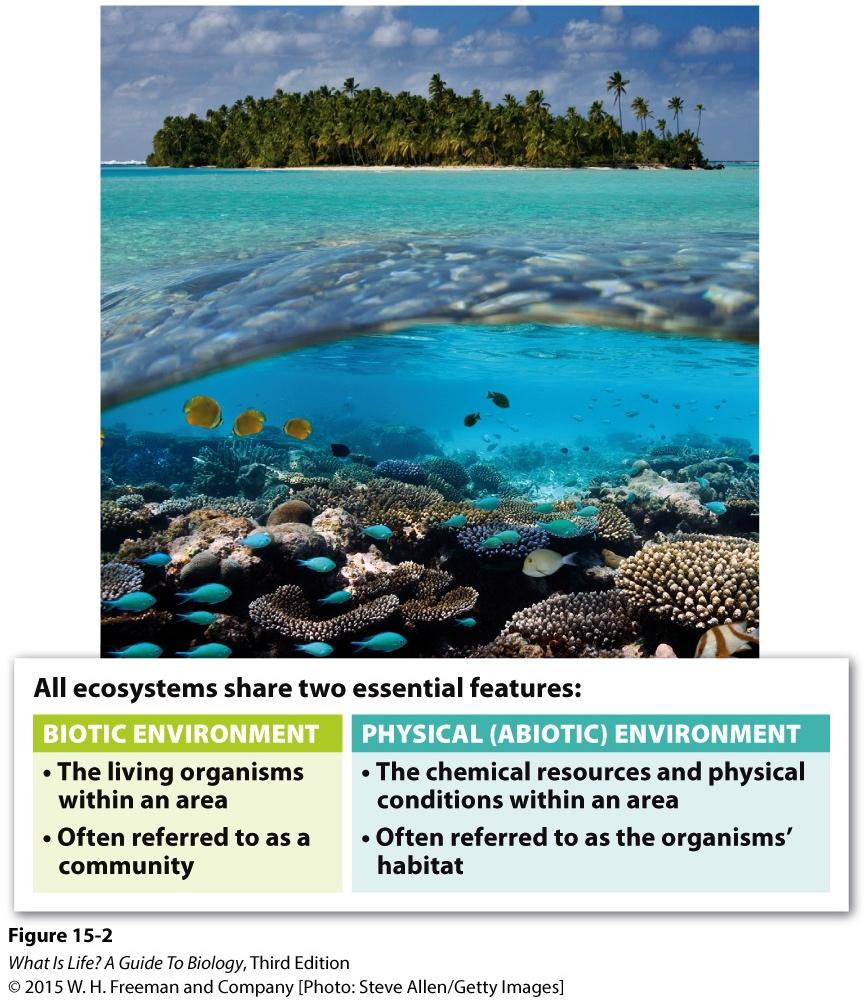 All ecosystems share two essential features:
BIOTIC ENVIRONMENT
• The living organisms
within an area
• Often referred to as a
community
PHYSICAL (ABIOTIC) ENVIRONMENT
• The chemical resources and physical
conditions within an area
• Often referred to as the organisms’
habitat
Figure 15-2
What Is Life? A Guide To Biology, Third Edition
© 2015 W. H. Freeman and Company [Photo: Steve Allen/Getty Images]